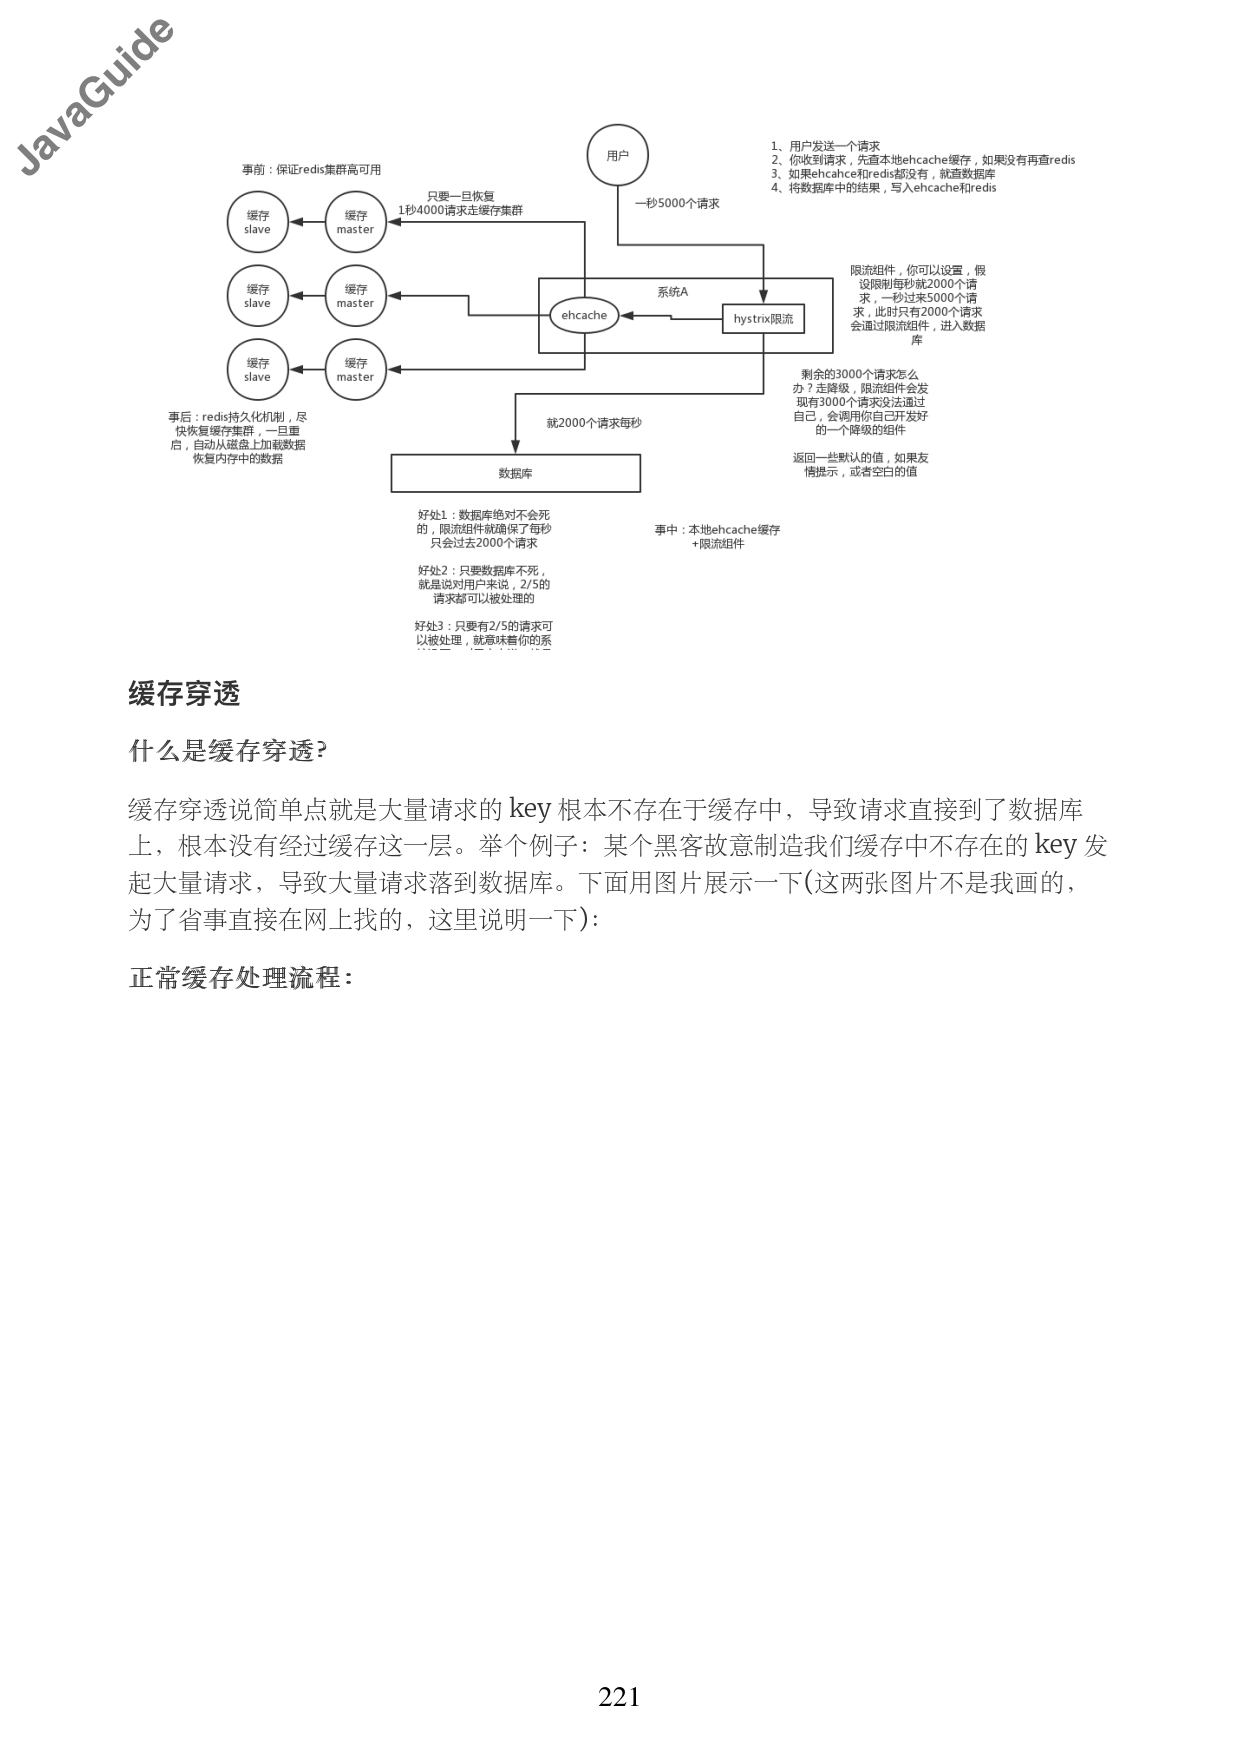 JavaGuide
用户
1、用户发送一个请求
2、你收到请求，先查本地ehcache缓存，如果没有再查redis
3、如果ehcahce和redis都没有，就查数据库
4、将数据库中的结果，写入ehcache和redis
事前：保证redis集群高可用
只要一旦恢复
1秒4000请求走缓存集群
一秒5000个请求
缓存
slave
缓存
master
缓存
slave
缓存
master
缓存
slave
缓存
master
系统A
ehcache
hystrix限流
限流组件，你可以设置，假
设限制每秒就2000个请
求，一秒过来5000个请
求，此时只有2000个请求
会通过限流组件，进入数据
库
剩余的3000个请求怎么
办？走降级，限流组件会发
现有3000个请求没法通过
自己，会调用你自己开发好
的一个降级的组件
返回一些默认的值，如果友
情提示，或者空白的值
事后：redis持久化机制，尽
快恢复缓存集群，一旦重
启，自动从磁盘上加载数据
恢复内存中的数据
就2000个请求每秒
数据库
好处1：数据库绝对不会死
的，限流组件就确保了每秒
只会过去2000个请求
好处2：只要数据库不死，
就是说对用户来说，2/5的
请求都可以被处理的
好处3：只要有2/5的请求可
以被处理，就意味着你的系
事中：本地ehcache缓存
+限流组件
缓存穿透
什么是缓存穿透?
缓存穿透说简单点就是大量请求的 key 根本不存在于缓存中，导致请求直接到了数据库
上，根本没有经过缓存这一层。举个例子：某个黑客故意制造我们缓存中不存在的 key 发
起大量请求，导致大量请求落到数据库。下面用图片展示一下(这两张图片不是我画的，
为了省事直接在网上找的，这里说明一下)：
正常缓存处理流程：
221